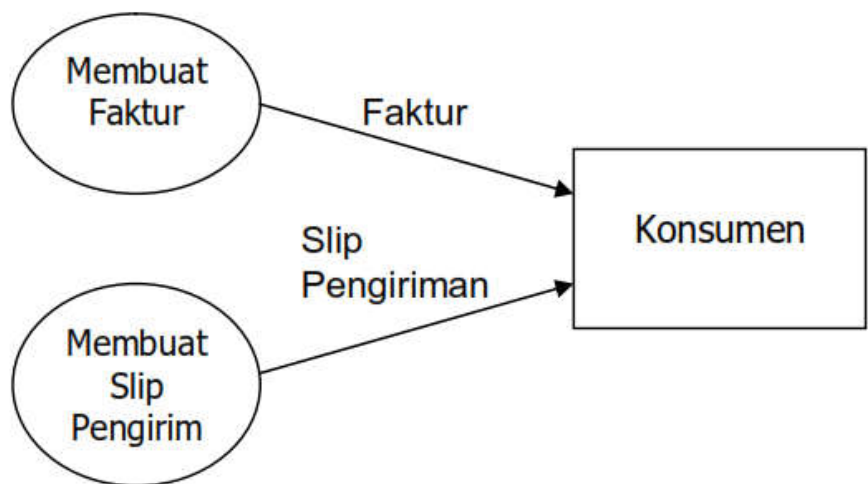 Membuat
Faktur
Faktur
Konsumen
Slip
Pengiriman
Membuat
Slip
Pengirim